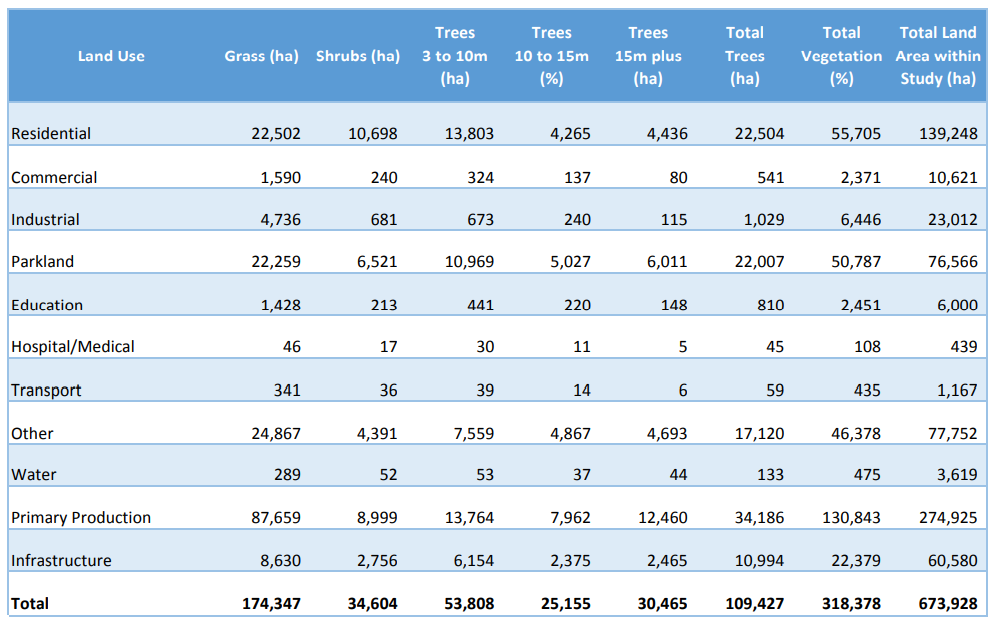 Land Use Grass (ha) Shrubs (ha) Trees 3 to 10m (ha) Trees 10 to 15m (%) Trees 15m plus (ha) Total Trees (ha) Total Vegetation (%) Total Land Area within Study (ha)
Residential 22,502 10,698 13,803 4,265 4,436 22,504 55,705 139,248
Commercial 1,590 240 324 137 80 541 2,371 10,621
Industrial 4,736 681 673 240 115 1,029 6,446 23,012
Parkland 22,259 6,521 10,969 5,027 6,011 22,007 50,787 76,566
Education 1,428 213 441 220 148 810 2,451 6,000
Hospital/Medical 46 17 30 11 5 45 108 439
Transport 341 36 39 14 6 59 435 1,167
Other 24,867 4,391 7,559 4,867 4,693 17,120 46,378 77,752
Water 289 52 53 37 44 133 475 3,619
Primary Production 87,659 8,999 13,764 7,962 12,460 34,186 130,843 274,925
Infrastructure 8,630 2,756 6,154 2,375 2,465 10,994 22,379 60,580
Total 174,347 34,604 53,808 25,155 30,465 109,427 318,378 673,928